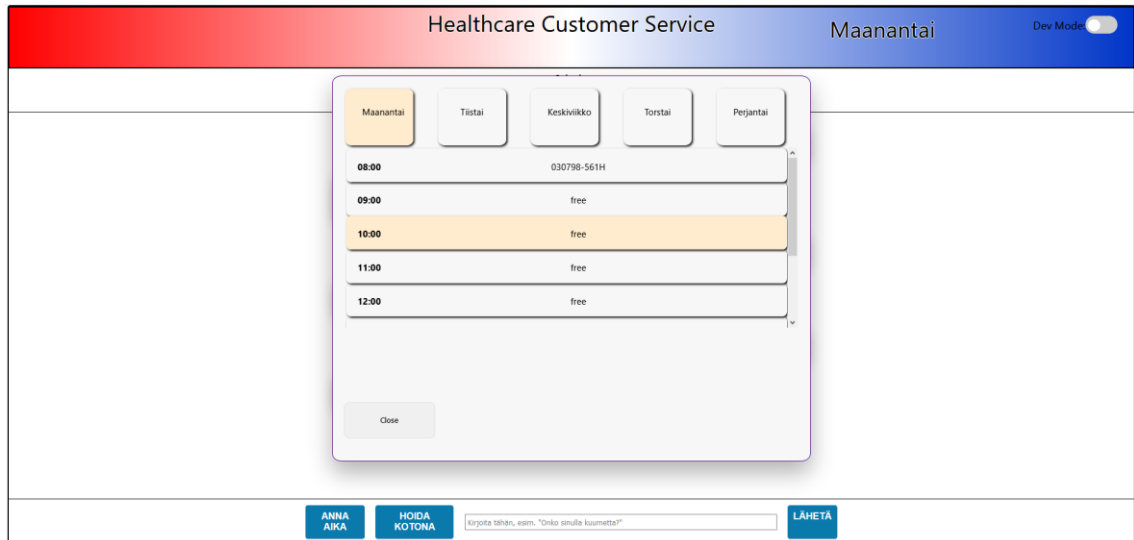 Healthcare Customer Service
Maanantai
Dev Mode:
Maanantai
Tiistai
Keskiviikko
Torstai
Perjantai
08:00 030798-561H
09:00 free
10:00 free
11:00 free
12:00 free
Close
ANNA
AIKA
HOIDA
KOTONA
Kirjoita tähän, esim. "Onko sinulla kuumetta?"
LÄHETÄ